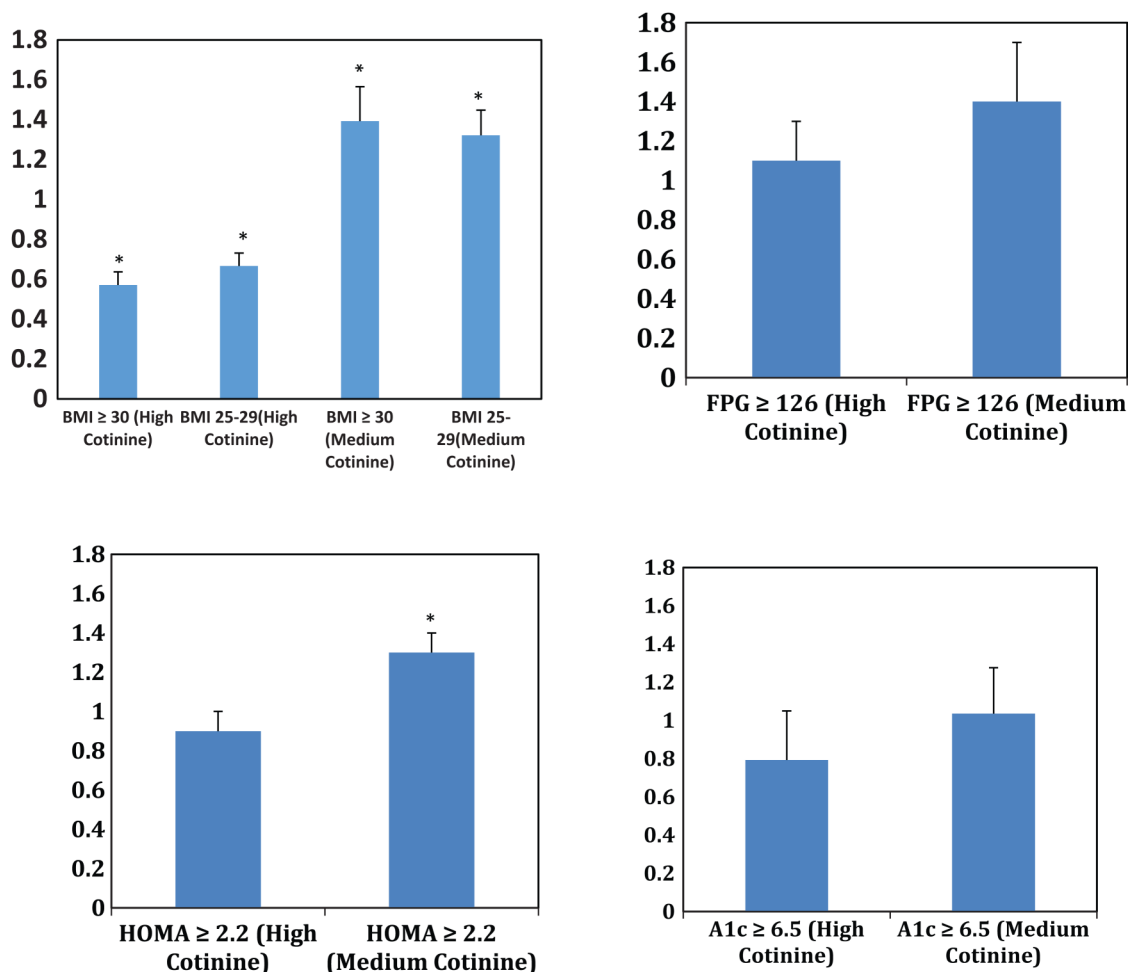 1.8
1.6
1.4
1.2
1
0.8
0.6
0.4
0.2
0
*
*
*
*
BMI ≥ 30 (High
Cotinine)
BMI 25-29(High
Cotinine)
BMI ≥ 30
(Medium
Cotinine)
BMI 25-
29(Medium
Cotinine)
1.8
1.6
1.4
1.2
1
0.8
0.6
0.4
0.2
0
FPG ≥ 126 (High
Cotinine)
FPG ≥ 126 (Medium
Cotinine)
1.8
1.6
1.4
1.2
1
0.8
0.6
0.4
0.2
0
*
HOMA ≥ 2.2 (High
Cotinine)
HOMA ≥ 2.2
(Medium Cotinine)
1.8
1.6
1.4
1.2
1
0.8
0.6
0.4
0.2
0
A1c ≥ 6.5 (High
Cotinine)
A1c ≥ 6.5 (Medium
Cotinine)